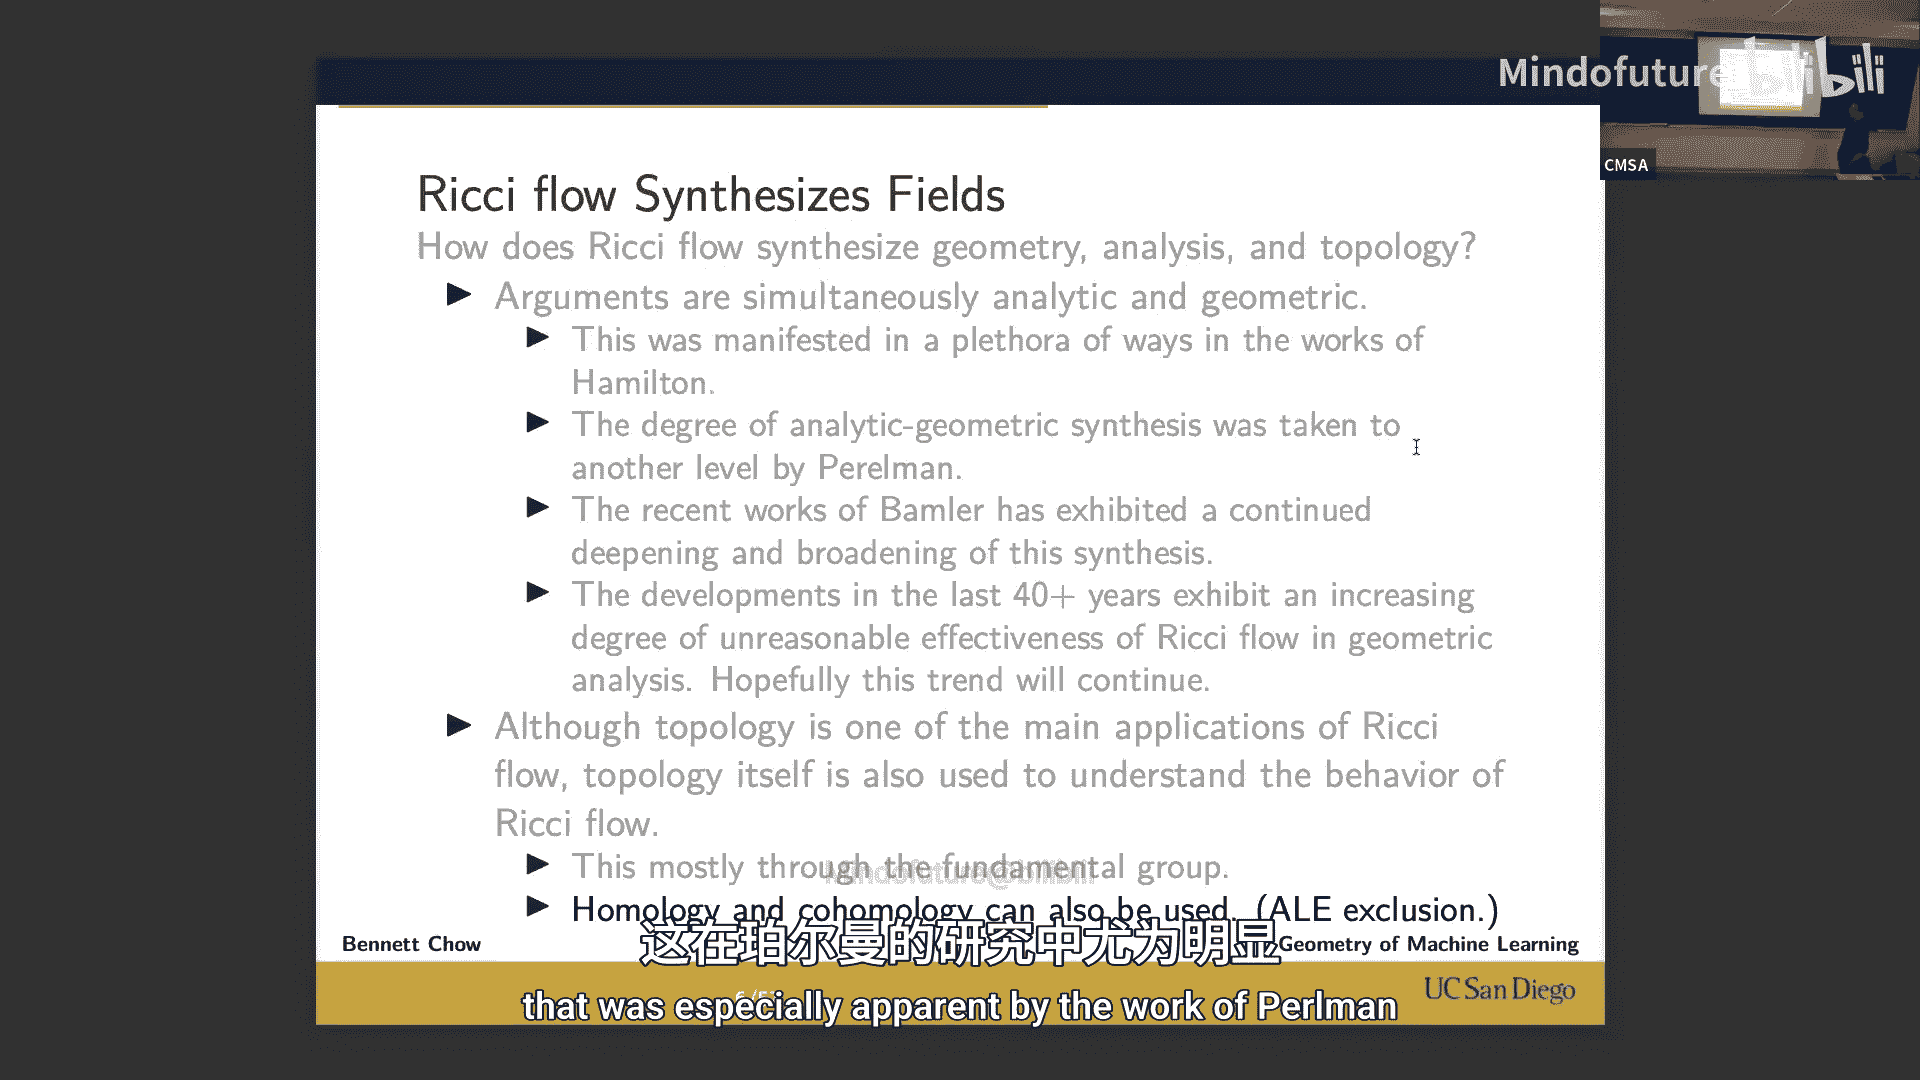 Mindofuture
bilibili
CMSA
Ricci flow Synthesizes Fields
How does Ricci flow synthesize geometry, analysis, and topology?
Arguments are simultaneously analytic and geometric.
This was manifested in a plethora of ways in the works of
Hamilton.
The degree of analytic-geometric synthesis was taken to
another level by Perelman.
The recent works of Bamler has exhibited a continued
deepening and broadening of this synthesis.
The developments in the last 40+ years exhibit an increasing
degree of unreasonable effectiveness of Ricci flow in geometric
analysis. Hopefully this trend will continue.
Although topology is one of the main applications of Ricci
flow, topology itself is also used to understand the behavior of
Ricci flow.
This mostly through the fundamental group.
Mindofuture@bilibili
Homology and cohomology can also be used. (ALE exclusion.)
Bennett Chow
Geometry of Machine Learning
这在珀尔曼的研究中尤为明显
that was especially apparent by the work of Perlman
UC San Diego